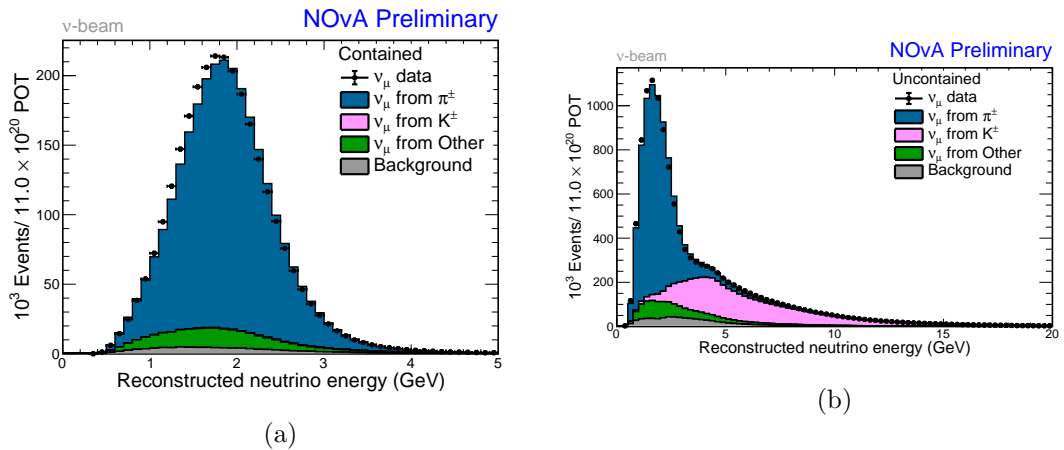 ν-beam NOvA Preliminary
Contained
ν_μ data
ν_μ from π^±
ν_μ from K^±
ν_μ from Other
Background
200
150
100
50
0
10^3 Events/ 11.0 × 10^20 POT
0 1 2 3 4 5
Reconstructed neutrino energy (GeV)
(a)
ν-beam NOvA Preliminary
Uncontained
ν_μ data
ν_μ from π^±
ν_μ from K^±
ν_μ from Other
Background
1000
800
600
400
200
0
10^3 Events/ 11.0 × 10^20 POT
0 5 10 15 20
Reconstructed neutrino energy (GeV)
(b)